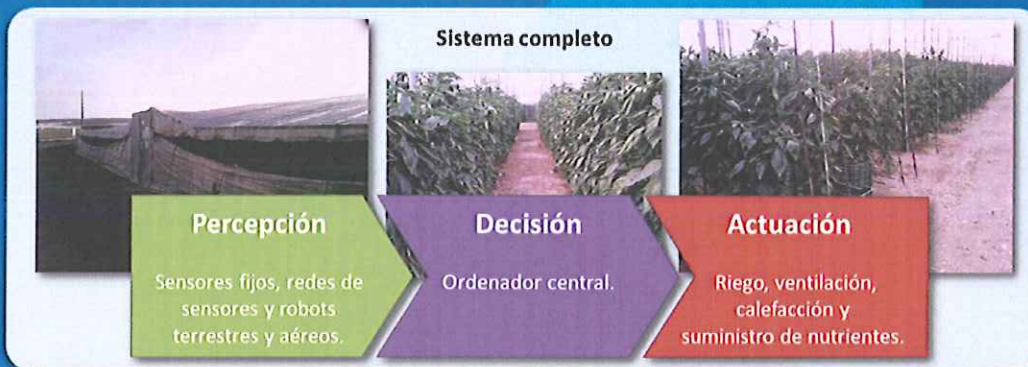 Sistema completo
Percepción
Sensores fijos, redes de
sensores y robots
terrestres y aéreos.
Decisión
Ordenador central.
Actuación
Riego, ventilación,
calefacción y
suministro de nutrientes.